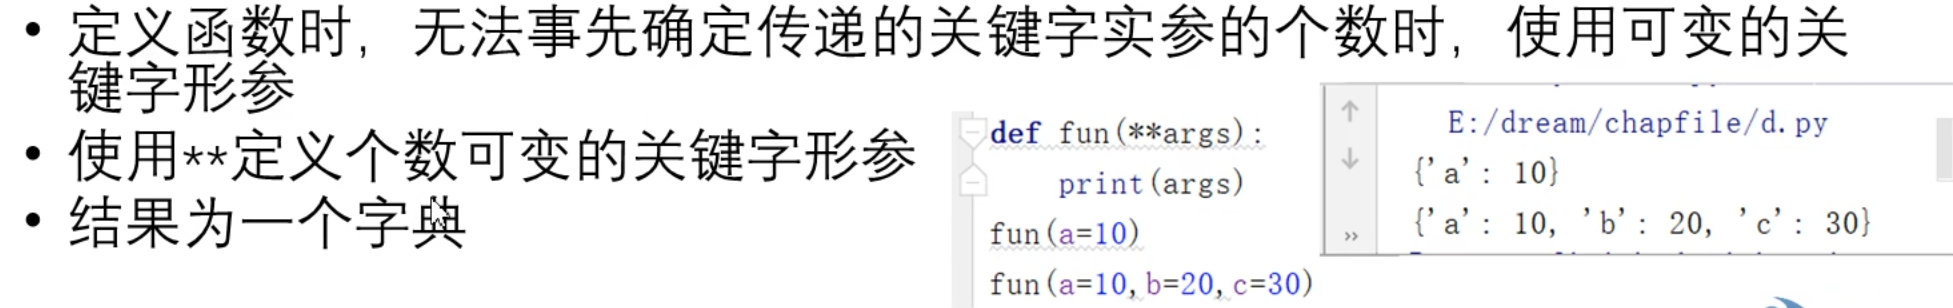 • 定义函数时，无法事先确定传递的关键字实参的个数时，使用可变的关
键字形参
• 使用**定义个数可变的关键字形参
• 结果为一个字典
def fun(**args):
    print(args)
fun(a=10)
fun(a=10,b=20,c=30)
E:/dream/chapfile/d.py
{'a': 10}
{'a': 10, 'b': 20, 'c': 30}